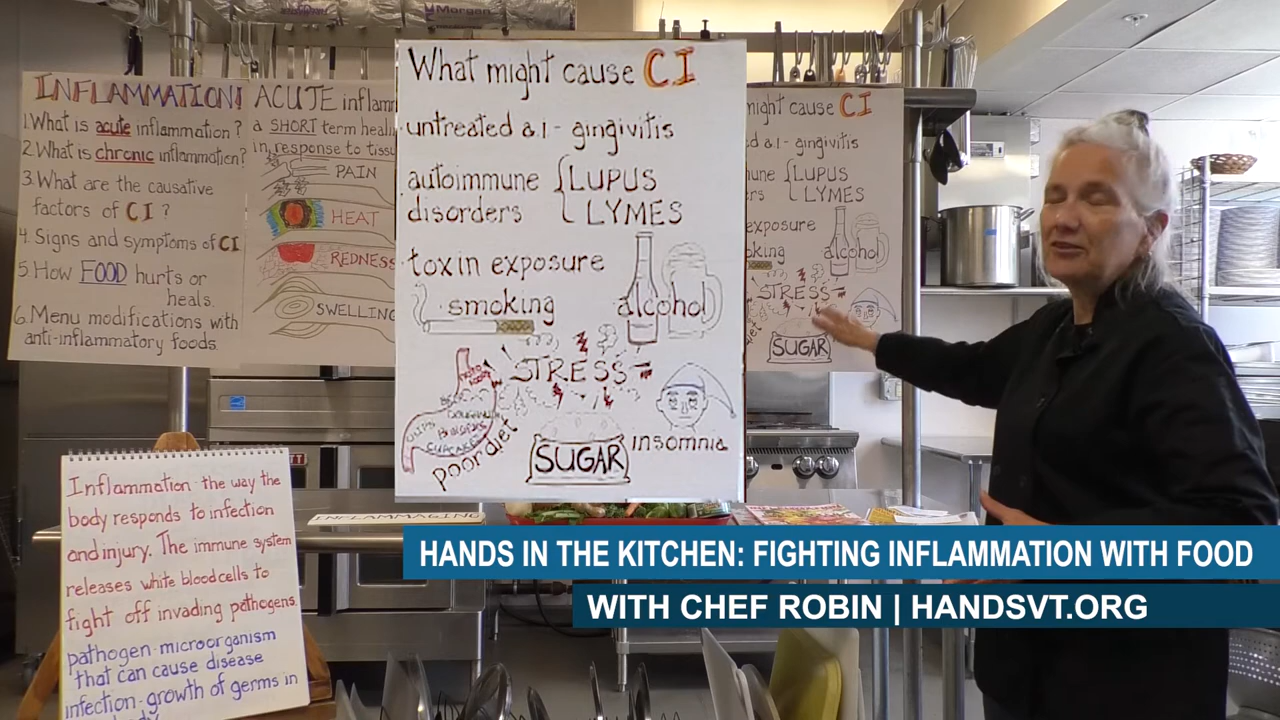 INFLAMMATION!
1. What is acute inflammation?
2. What is chronic inflammation?
3. What are the causative
factors of CI?
4. Signs and symptoms of CI
5 How FOOD hurts or
heals.
6. Menu modifications with
anti-inflammatory foods.
ACUTE inflamm
a SHORT term heali
in response to tissu
PAIN
HEAT
REDNESS
SWELLING
What might cause CI
untreated a.i - gingivitis
autoimmune
disorders
LUPUS
LYMES
toxin exposure
smoking
alcohol
STRESS
poor diet
CUPCAKES
SUGAR
insomnia
might cause CI
d a.i - gingivitis
une
rs
LUPUS
LYMES
exposure
oking
alcohol
STRESS
SUGAR
Inflammation - the way the
body responds to infection
and injury. The immune system
releases white blood cells to
fight off invading pathogens.
pathogen - microorganism
that can cause disease
infection - growth of germs in
body
INFLAMMAGING
HANDS IN THE KITCHEN: FIGHTING INFLAMMATION WITH FOOD
WITH CHEF ROBIN | HANDSVT.ORG